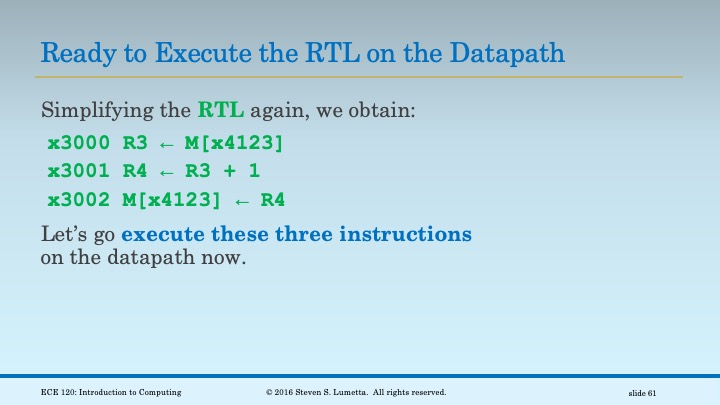 Ready to Execute the RTL on the Datapath
Simplifying the RTL again, we obtain:
x3000 R3 ← M[x4123]
x3001 R4 ← R3 + 1
x3002 M[x4123] ← R4
Let’s go execute these three instructions
on the datapath now.
ECE 120: Introduction to Computing
© 2016 Steven S. Lumetta. All rights reserved.
slide 61